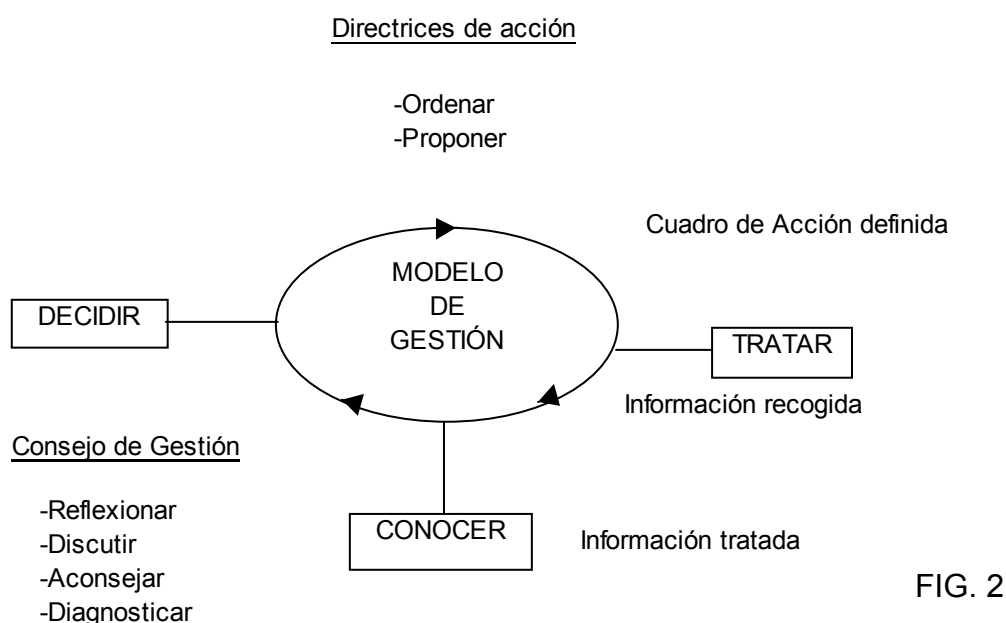 Directrices de acción
-Ordenar
-Proponer
Cuadro de Acción definida
MODELO
DE
GESTIÓN
DECIDIR
TRATAR
Información recogida
Consejo de Gestión
-Reflexionar
-Discutir
-Aconsejar
-Diagnosticar
CONOCER
Información tratada
FIG. 2